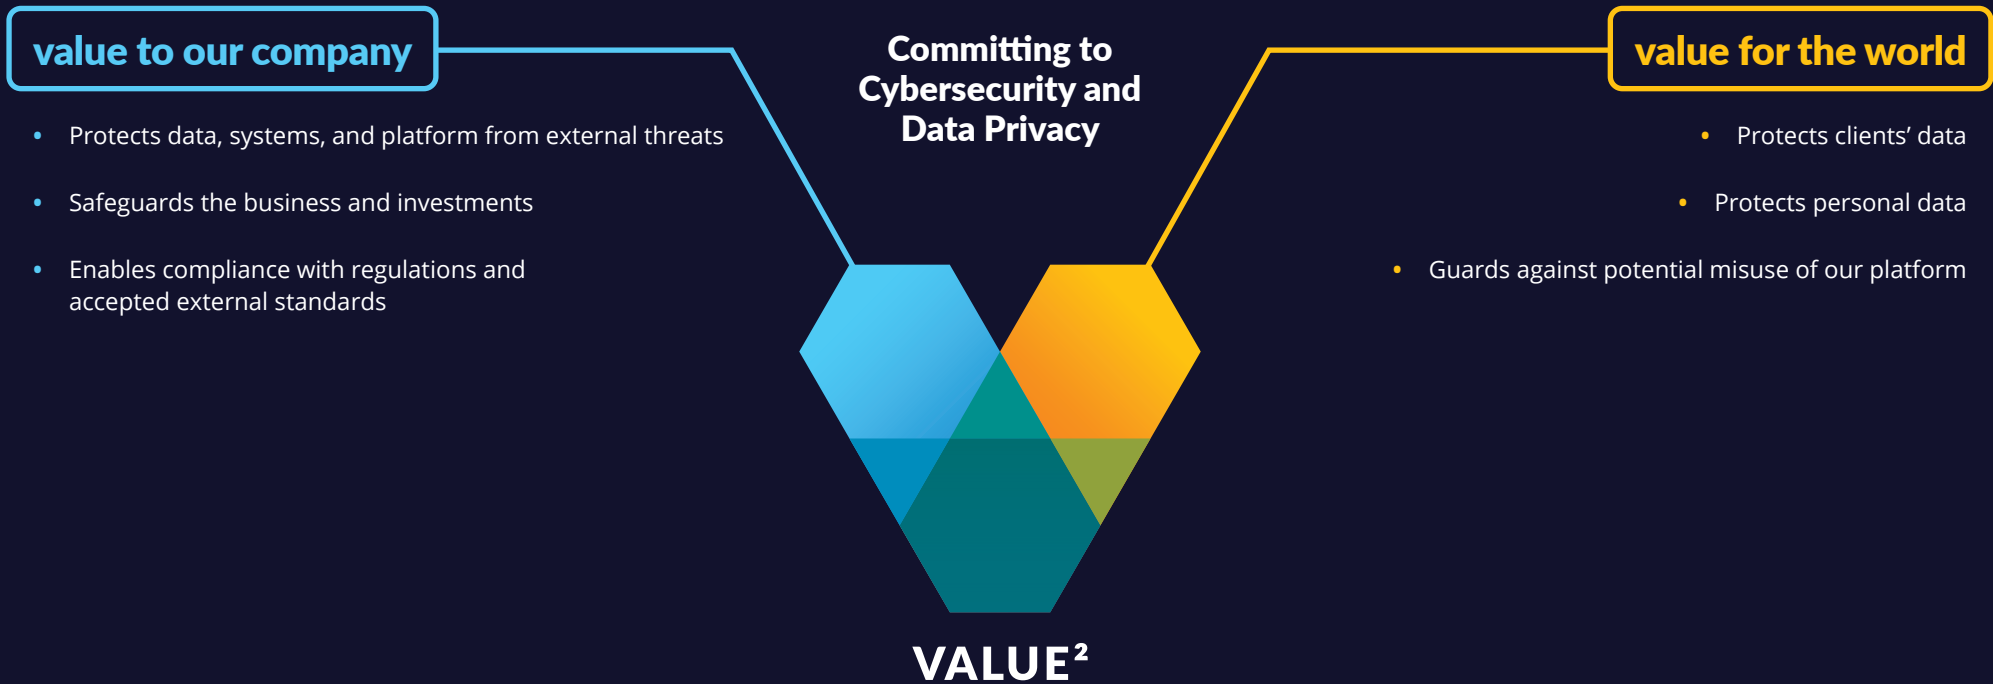 value to our company
• Protects data, systems, and platform from external threats
• Safeguards the business and investments
• Enables compliance with regulations and
accepted external standards
Committing to
Cybersecurity and
Data Privacy
value for the world
• Protects clients’ data
• Protects personal data
• Guards against potential misuse of our platform
VALUE²